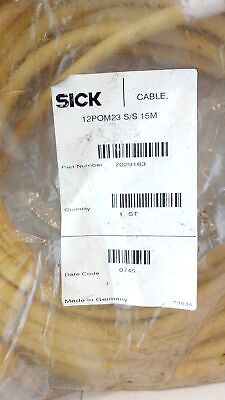 SICK
CABLE,
12POM23 S/S 15M
Part Number
7029163
Quantity
1 ST
Date Code
0745
Made in Germany